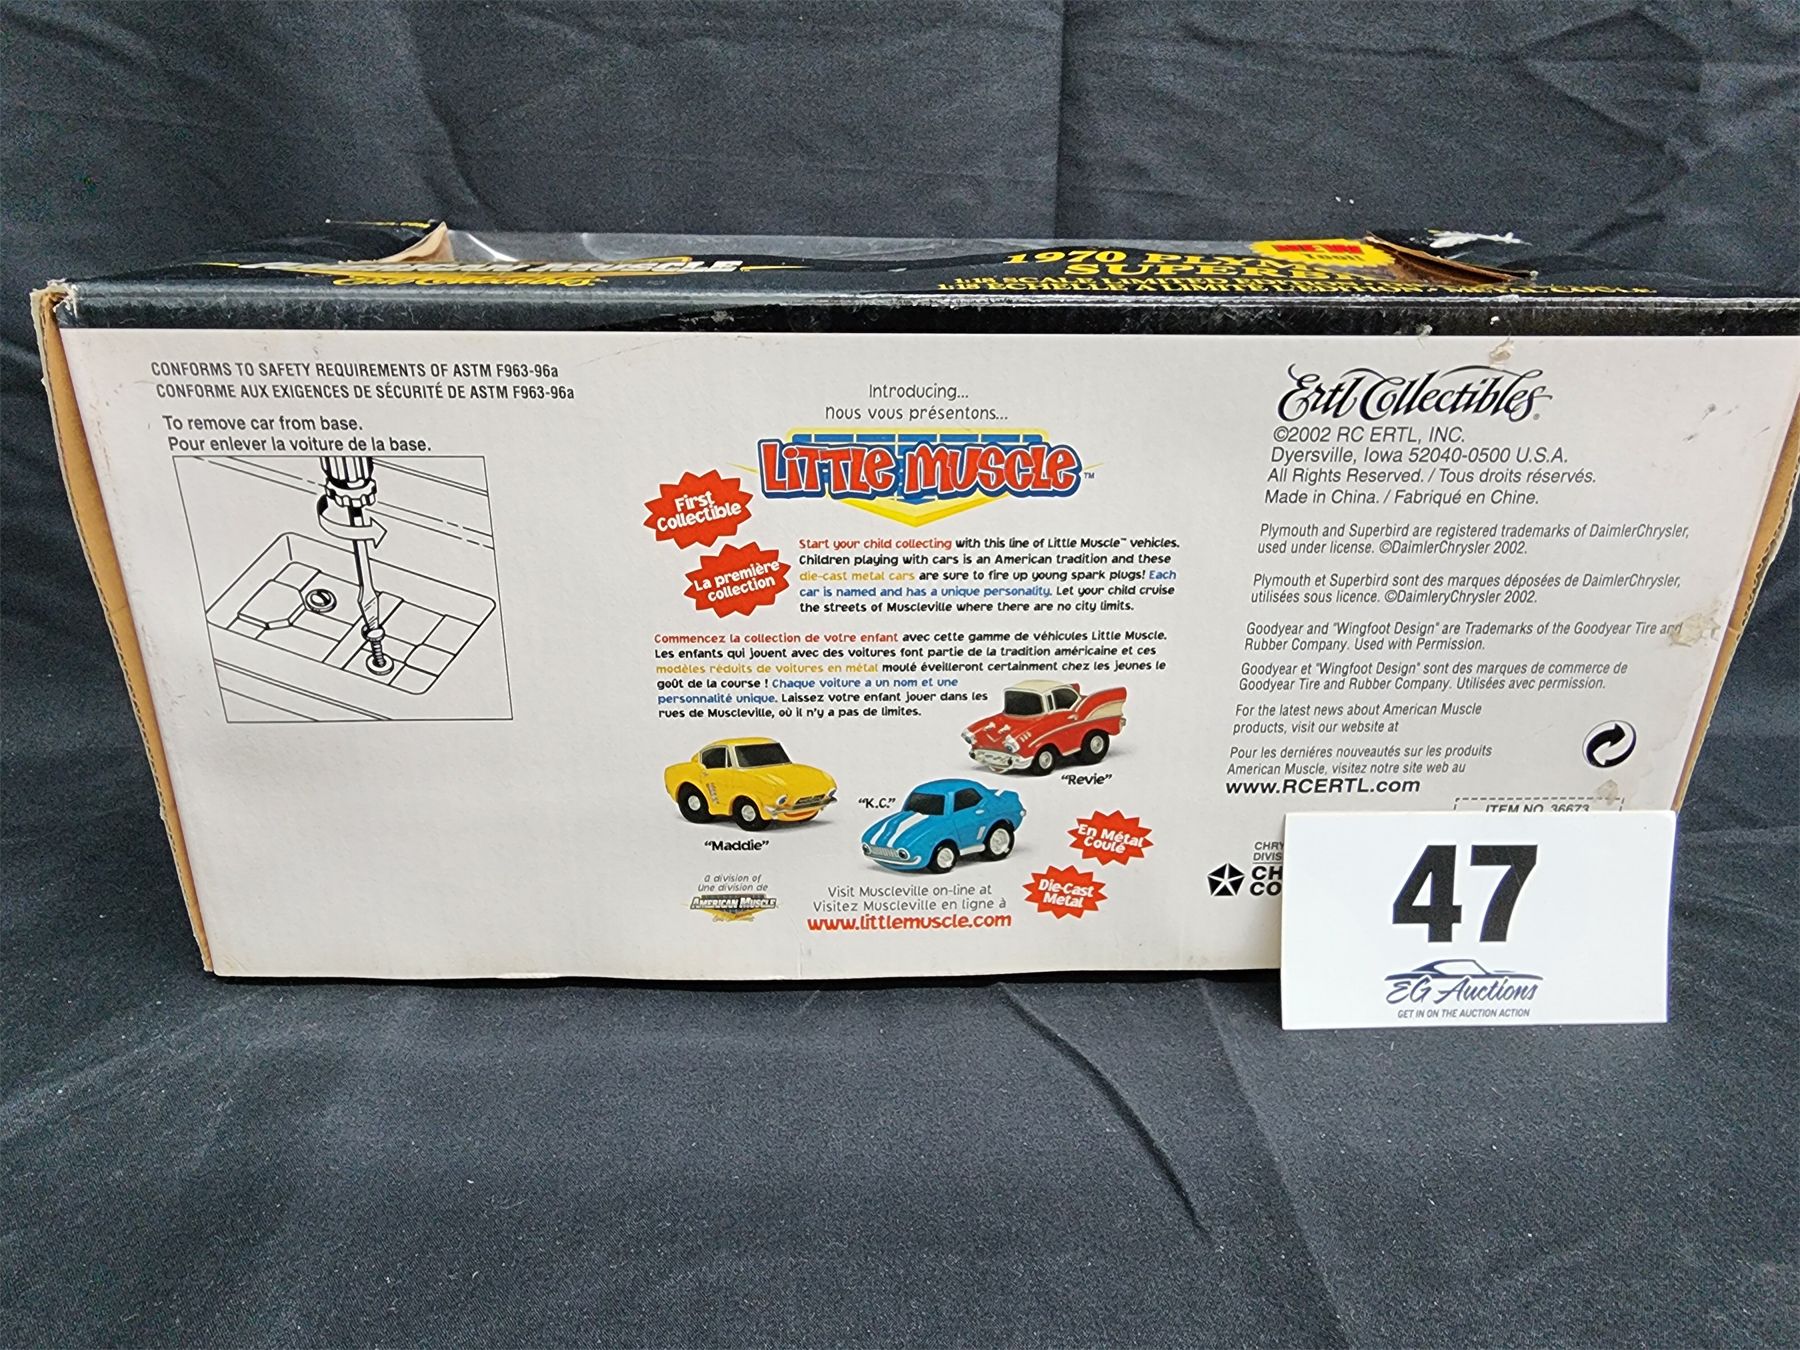 AMERICAN MUSCLE
Ertl Collectibles
1970
NEW
Tool!
CONFORMS TO SAFETY REQUIREMENTS OF ASTM F963-96a
CONFORME AUX EXIGENCES DE SÉCURITÉ DE ASTM F963-96a
To remove car from base.
Pour enlever la voiture de la base.
Introducing...
nous vous présentons...
LITTLE MUSCLE™
First
Collectible
La première
collection
Start your child collecting with this line of Little Muscle™ vehicles.
Children playing with cars is an American tradition and these
die-cast metal cars are sure to fire up young spark plugs! Each
car is named and has a unique personality. Let your child cruise
the streets of Muscleville where there are no city limits.
Commencez la collection de votre enfant avec cette gamme de véhicules Little Muscle.
Les enfants qui jouent avec des voitures font partie de la tradition américaine et ces
modèles réduits de voitures en métal moulé éveilleront certainment chez les jeunes le
goût de la course ! Chaque voiture a un nom et une
personnalité unique. Laissez votre enfant jouer dans les
rues de Muscleville, où il n'y a pas de limites.
"Revie"
"K.C."
"Maddie"
En Métal
Coulé
Die-Cast
Metal
a division of
une division de
AMERICAN MUSCLE
Visit Muscleville on-line at
Visitez Muscleville en ligne à
www.littlemuscle.com
Ertl Collectibles®
©2002 RC ERTL, INC.
Dyersville, Iowa 52040-0500 U.S.A.
All Rights Reserved. / Tous droits réservés.
Made in China. / Fabriqué en Chine.
Plymouth and Superbird are registered trademarks of DaimlerChrysler,
used under license. ©DaimlerChrysler 2002.
Plymouth et Superbird sont des marques déposées de DaimlerChrysler,
utilisées sous licence. ©DaimleryChrysler 2002.
Goodyear and "Wingfoot Design" are Trademarks of the Goodyear Tire and
Rubber Company. Used with Permission.
Goodyear et "Wingfoot Design" sont des marques de commerce de
Goodyear Tire and Rubber Company. Utilisées avec permission.
For the latest news about American Muscle
products, visit our website at
Pour les derniéres nouveautés sur les produits
American Muscle, visitez notre site web au
www.RCERTL.com
ITEM NO. 36673
CHRY
DIVIS
CH
CO
47
EG Auctions
GET IN ON THE AUCTION ACTION